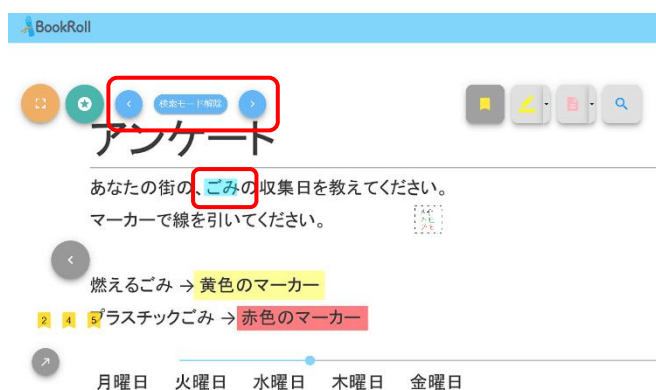 BookRoll
検索モード解除
アンケート
あなたの街の、ごみの収集日を教えてください。
マーカーで線を引いてください。
燃えるごみ → 黄色のマーカー
プラスチックごみ → 赤色のマーカー
2 4 5
月曜日 火曜日 水曜日 木曜日 金曜日